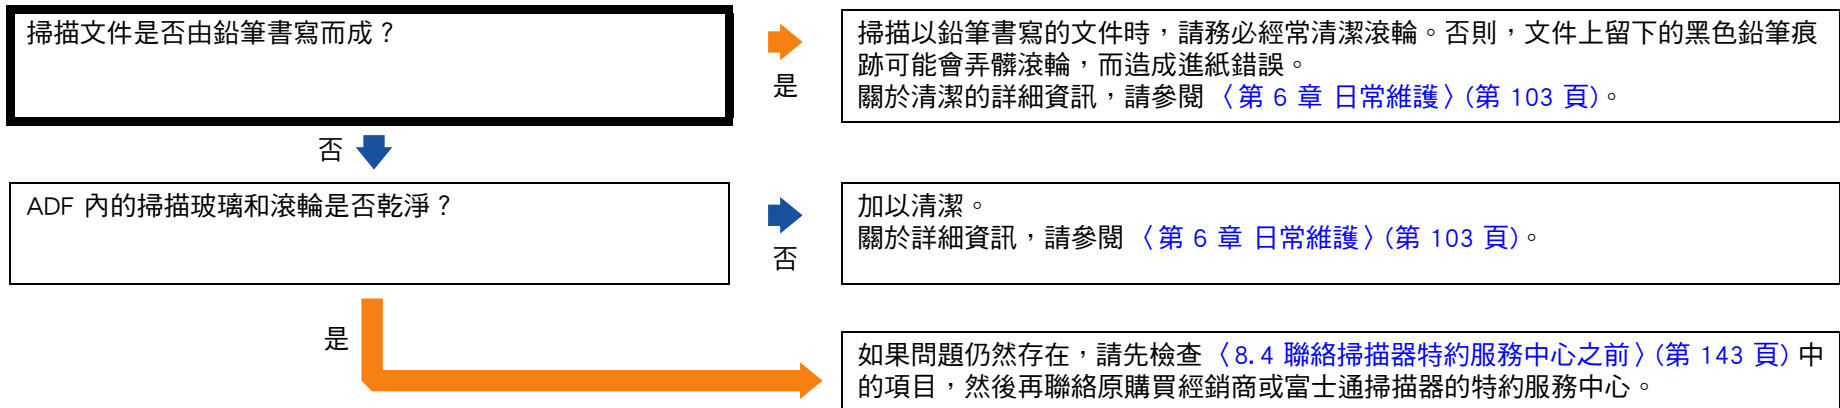 掃描文件是否由鉛筆書寫而成？
是
掃描以鉛筆書寫的文件時，請務必經常清潔滾輪。否則，文件上留下的黑色鉛筆痕
跡可能會弄髒滾輪，而造成進紙錯誤。
關於清潔的詳細資訊，請參閱 〈第 6 章 日常維護〉(第 103 頁)。
否
ADF 內的掃描玻璃和滾輪是否乾淨？
否
加以清潔。
關於詳細資訊，請參閱 〈第 6 章 日常維護〉(第 103 頁)。
是
如果問題仍然存在，請先檢查 〈8.4 聯絡掃描器特約服務中心之前〉(第 143 頁) 中
的項目，然後再聯絡原購買經銷商或富士通掃描器的特約服務中心。